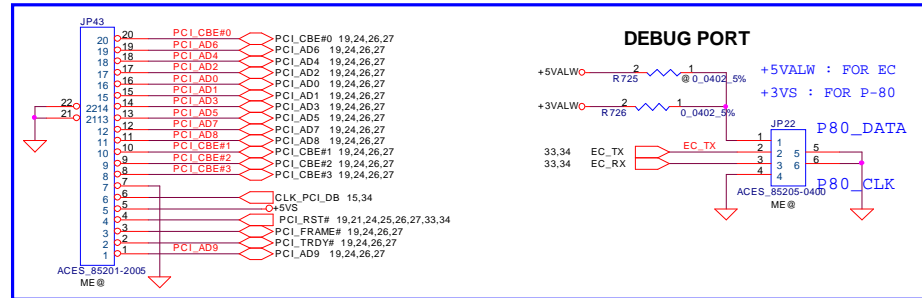 JP43
20 20 PCI_CBE#0 PCI_CBE#0 19,24,26,27
19 19 PCI_AD6 PCI_AD6 19,24,26,27
18 18 PCI_AD4 PCI_AD4 19,24,26,27
17 17 PCI_AD2 PCI_AD2 19,24,26,27
16 16 PCI_AD0 PCI_AD0 19,24,26,27
15 15 PCI_AD1 PCI_AD1 19,24,26,27
22 2214 14 PCI_AD3 PCI_AD3 19,24,26,27
21 2113 13 PCI_AD5 PCI_AD5 19,24,26,27
12 12 PCI_AD7 PCI_AD7 19,24,26,27
11 11 PCI_AD8 PCI_AD8 19,24,26,27
10 10 PCI_CBE#1 PCI_CBE#1 19,24,26,27
9 9 PCI_CBE#2 PCI_CBE#2 19,24,26,27
8 8 PCI_CBE#3 PCI_CBE#3 19,24,26,27
7 7
6 6 CLK_PCI_DB 15,34
5 5 +5VS
4 4 PCI_RST# 19,21,24,25,26,27,33,34
3 3 PCI_FRAME# 19,24,26,27
2 2 PCI_TRDY# 19,24,26,27
1 1 PCI_AD9 PCI_AD9 19,24,26,27
ACES_85201-2005
ME@
DEBUG PORT
+5VALW 2 1
R725 @ 0_0402_5%
+5VALW : FOR EC
+3VS : FOR P-80
+3VALW 2 1
R726 0_0402_5%
JP22
P80_DATA
1 1
33,34 EC_TX EC_TX 2 2 5 5
33,34 EC_RX 3 3 6 6
4 4
P80_CLK
ACES_85205-0400
ME@